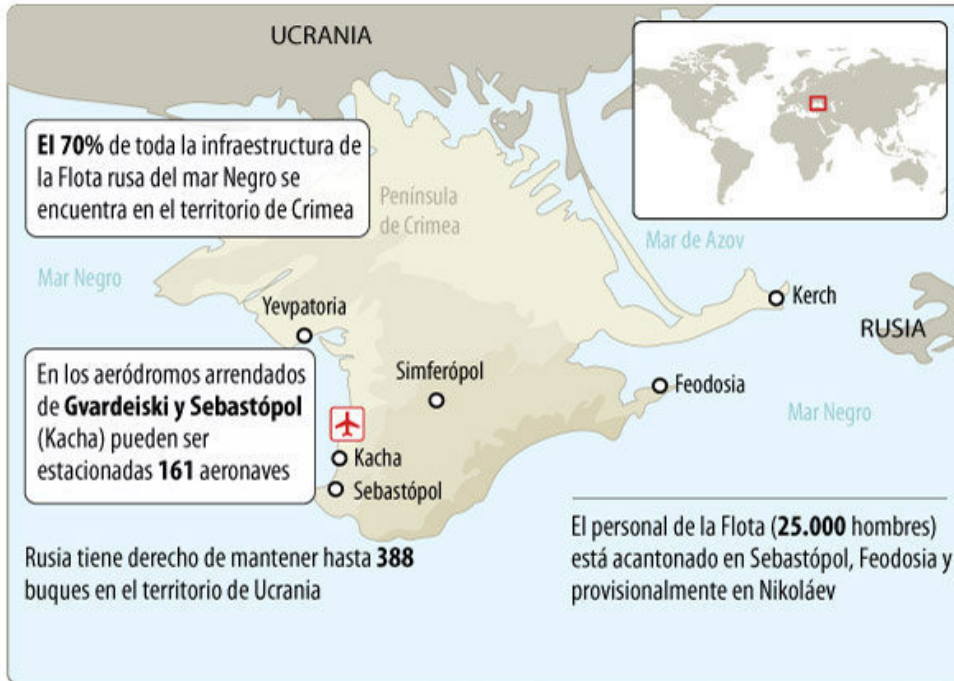 UCRANIA
El 70% de toda la infraestructura de
la Flota rusa del mar Negro se
encuentra en el territorio de Crimea
Península
de Crimea
Mar de Azov
Mar Negro
Kerch
Yevpatoria
RUSIA
En los aeródromos arrendados
de Gvardeiski y Sebastópol
(Kacha) pueden ser
estacionadas 161 aeronaves
Simferópol
Feodosia
Mar Negro
Kacha
Sebastópol
Rusia tiene derecho de mantener hasta 388
buques en el territorio de Ucrania
El personal de la Flota (25.000 hombres)
está acantonado en Sebastópol, Feodosia y
provisionalmente en Nikoláev